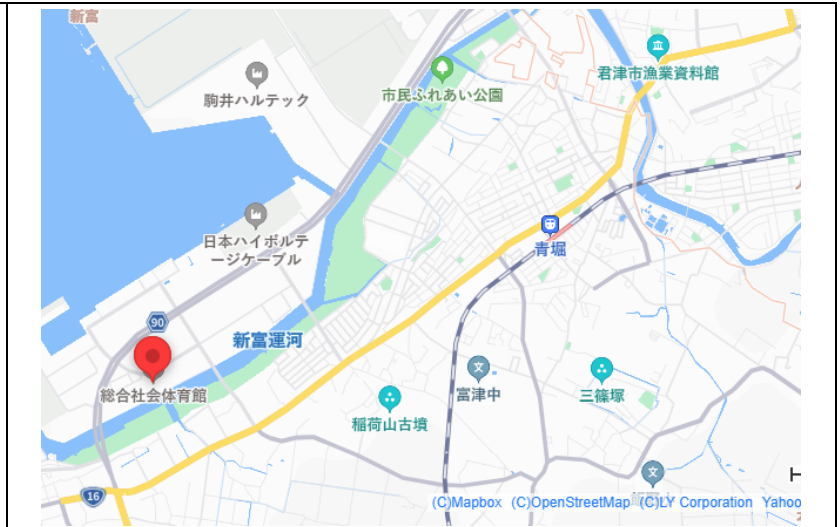 新富
駒井ハルテック
市民ふれあい公園
君津市漁業資料館
日本ハイボルテ
ージケーブル
青堀
90
新富運河
総合社会体育館
富津中
三篠塚
稲荷山古墳
16
(C)Mapbox (C)OpenStreetMap (C)LY Corporation Yahoo